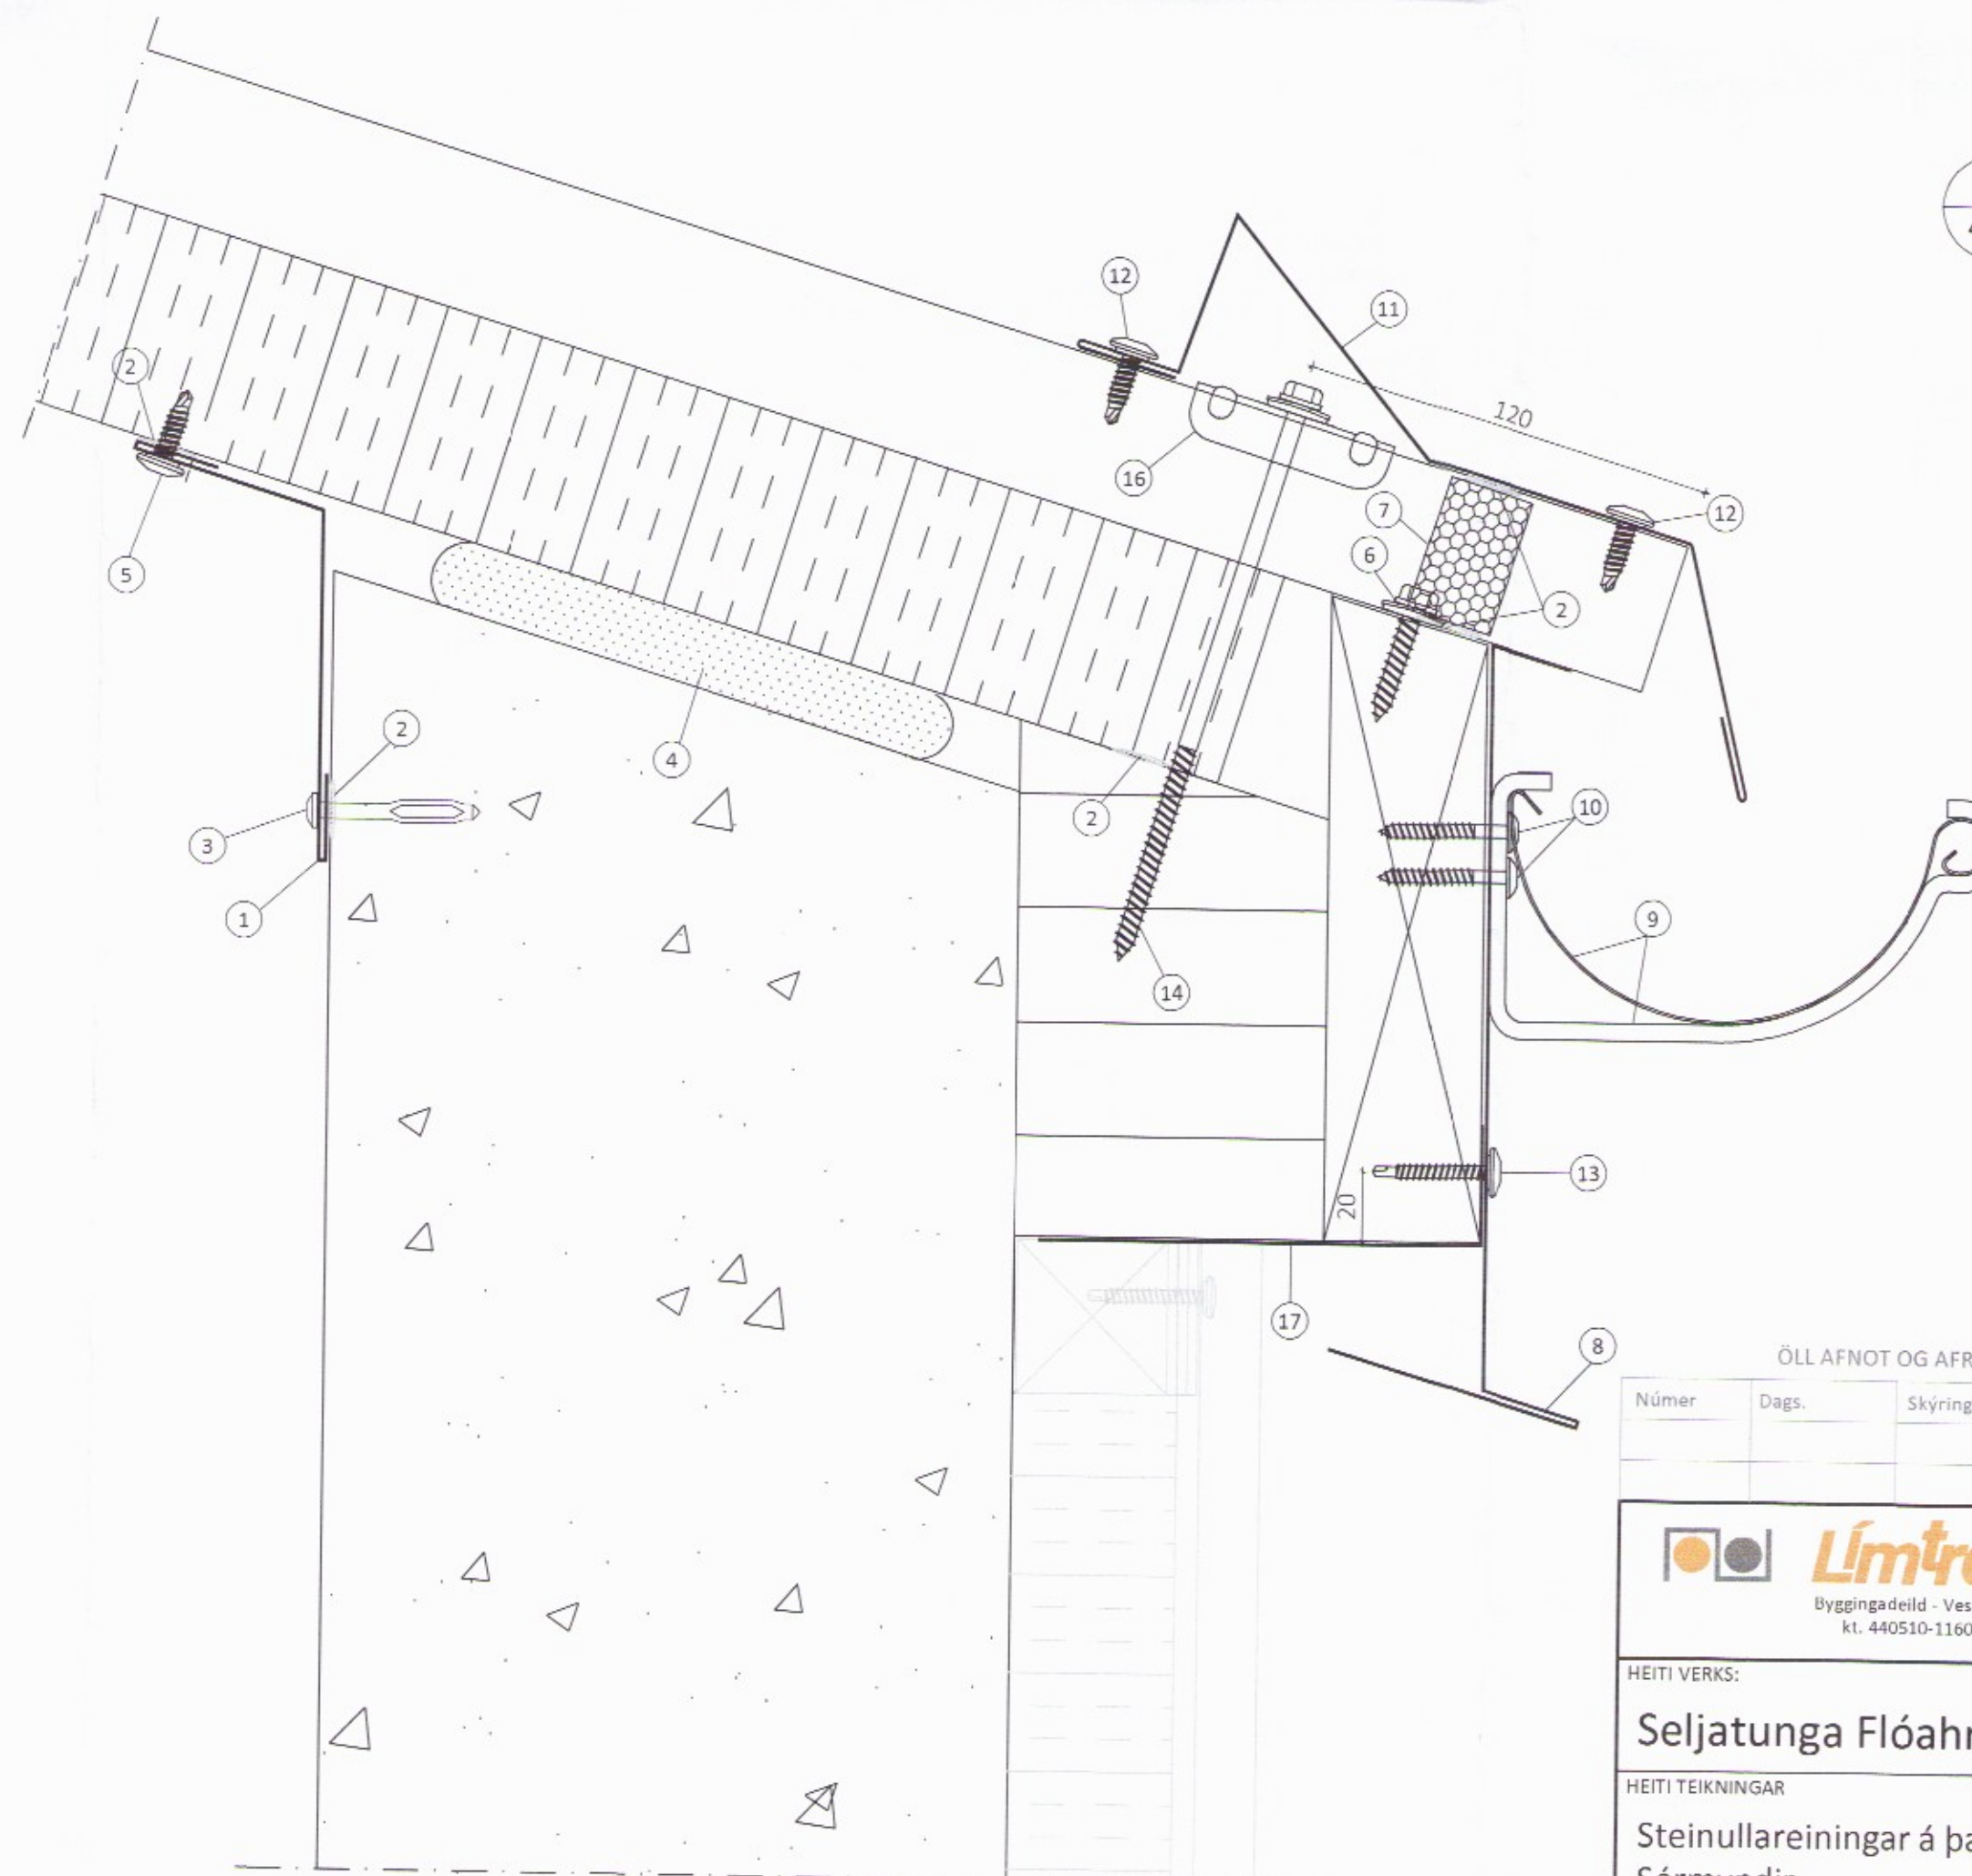 12
11
120
2
16
7
12
6
5
2
2
4
2
10
3
1
9
14
13
20
17
8
ÖLL AFNOT OG AFR
Númer Dags. Skýring
Límtr
Byggingadeild - Ves
kt. 440510-1160
HEITI VERKS:
Seljatunga Flóahr
HEITI TEIKNINGAR
Steinullareiningar á þa